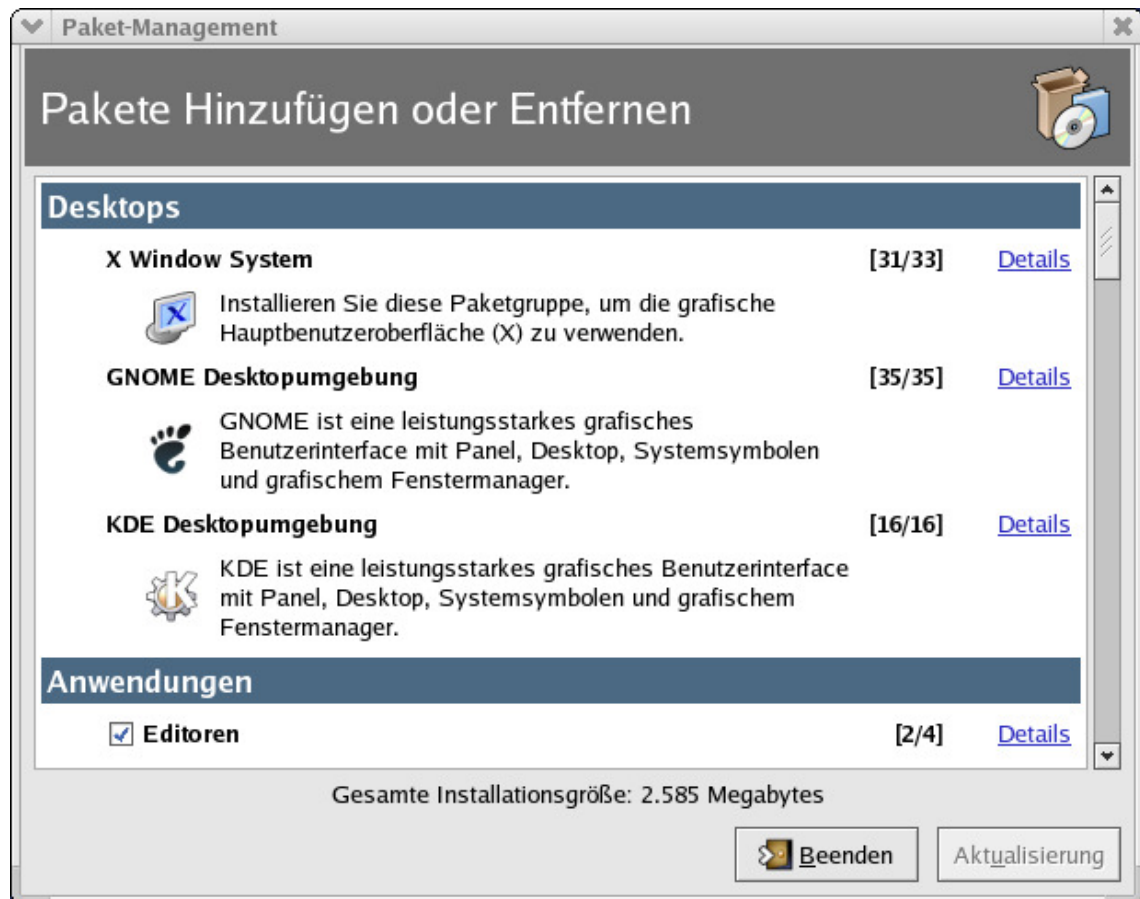 Paket-Management
Pakete Hinzufügen oder Entfernen
Desktops
X Window System [31/33] Details
Installieren Sie diese Paketgruppe, um die grafische
Hauptbenutzeroberfläche (X) zu verwenden.
GNOME Desktopumgebung [35/35] Details
GNOME ist eine leistungsstarkes grafisches
Benutzerinterface mit Panel, Desktop, Systemsymbolen
und grafischem Fenstermanager.
KDE Desktopumgebung [16/16] Details
KDE ist eine leistungsstarkes grafisches Benutzerinterface
mit Panel, Desktop, Systemsymbolen und grafischem
Fenstermanager.
Anwendungen
Editoren [2/4] Details
Gesamte Installationsgröße: 2.585 Megabytes
Beenden Aktualisierung